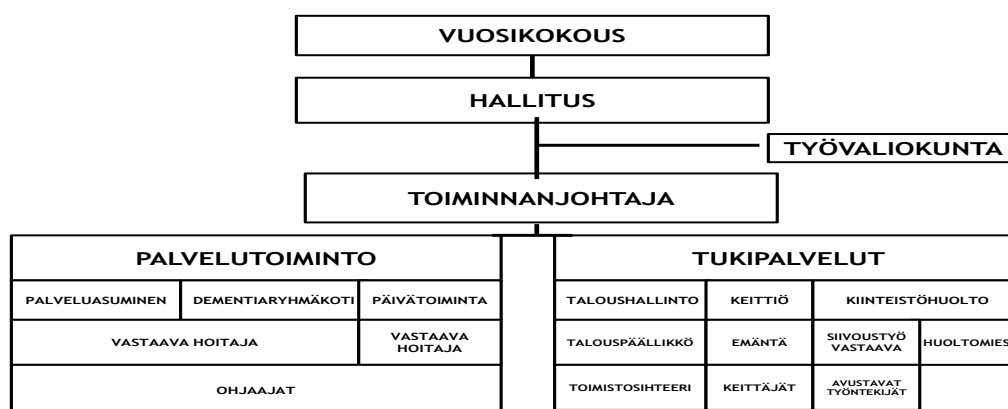 VUOSIKOKOUS
HALLITUS
TYÖVALIOKUNTA
TOIMINNANJOHTAJA
PALVELUTOIMINTO
PALVELUASUMINEN DEMENTIARYHMÄKOTI PÄIVÄTOIMINTA
VASTAAVA HOITAJA VASTAAVA
HOITAJA
OHJAAJAT
TUKIPALVELUT
TALOUSHALLINTO KEITTIÖ KIINTEISTÖHUOLTO
TALOUSPÄÄLLIKKÖ EMÄNTÄ SIIVOUSTYÖ
VASTAAVA HUOLTOMIES
TOIMISTOSIHTEERI KEITTÄJÄT AVUSTAVAT
TYÖNTEKIJÄT